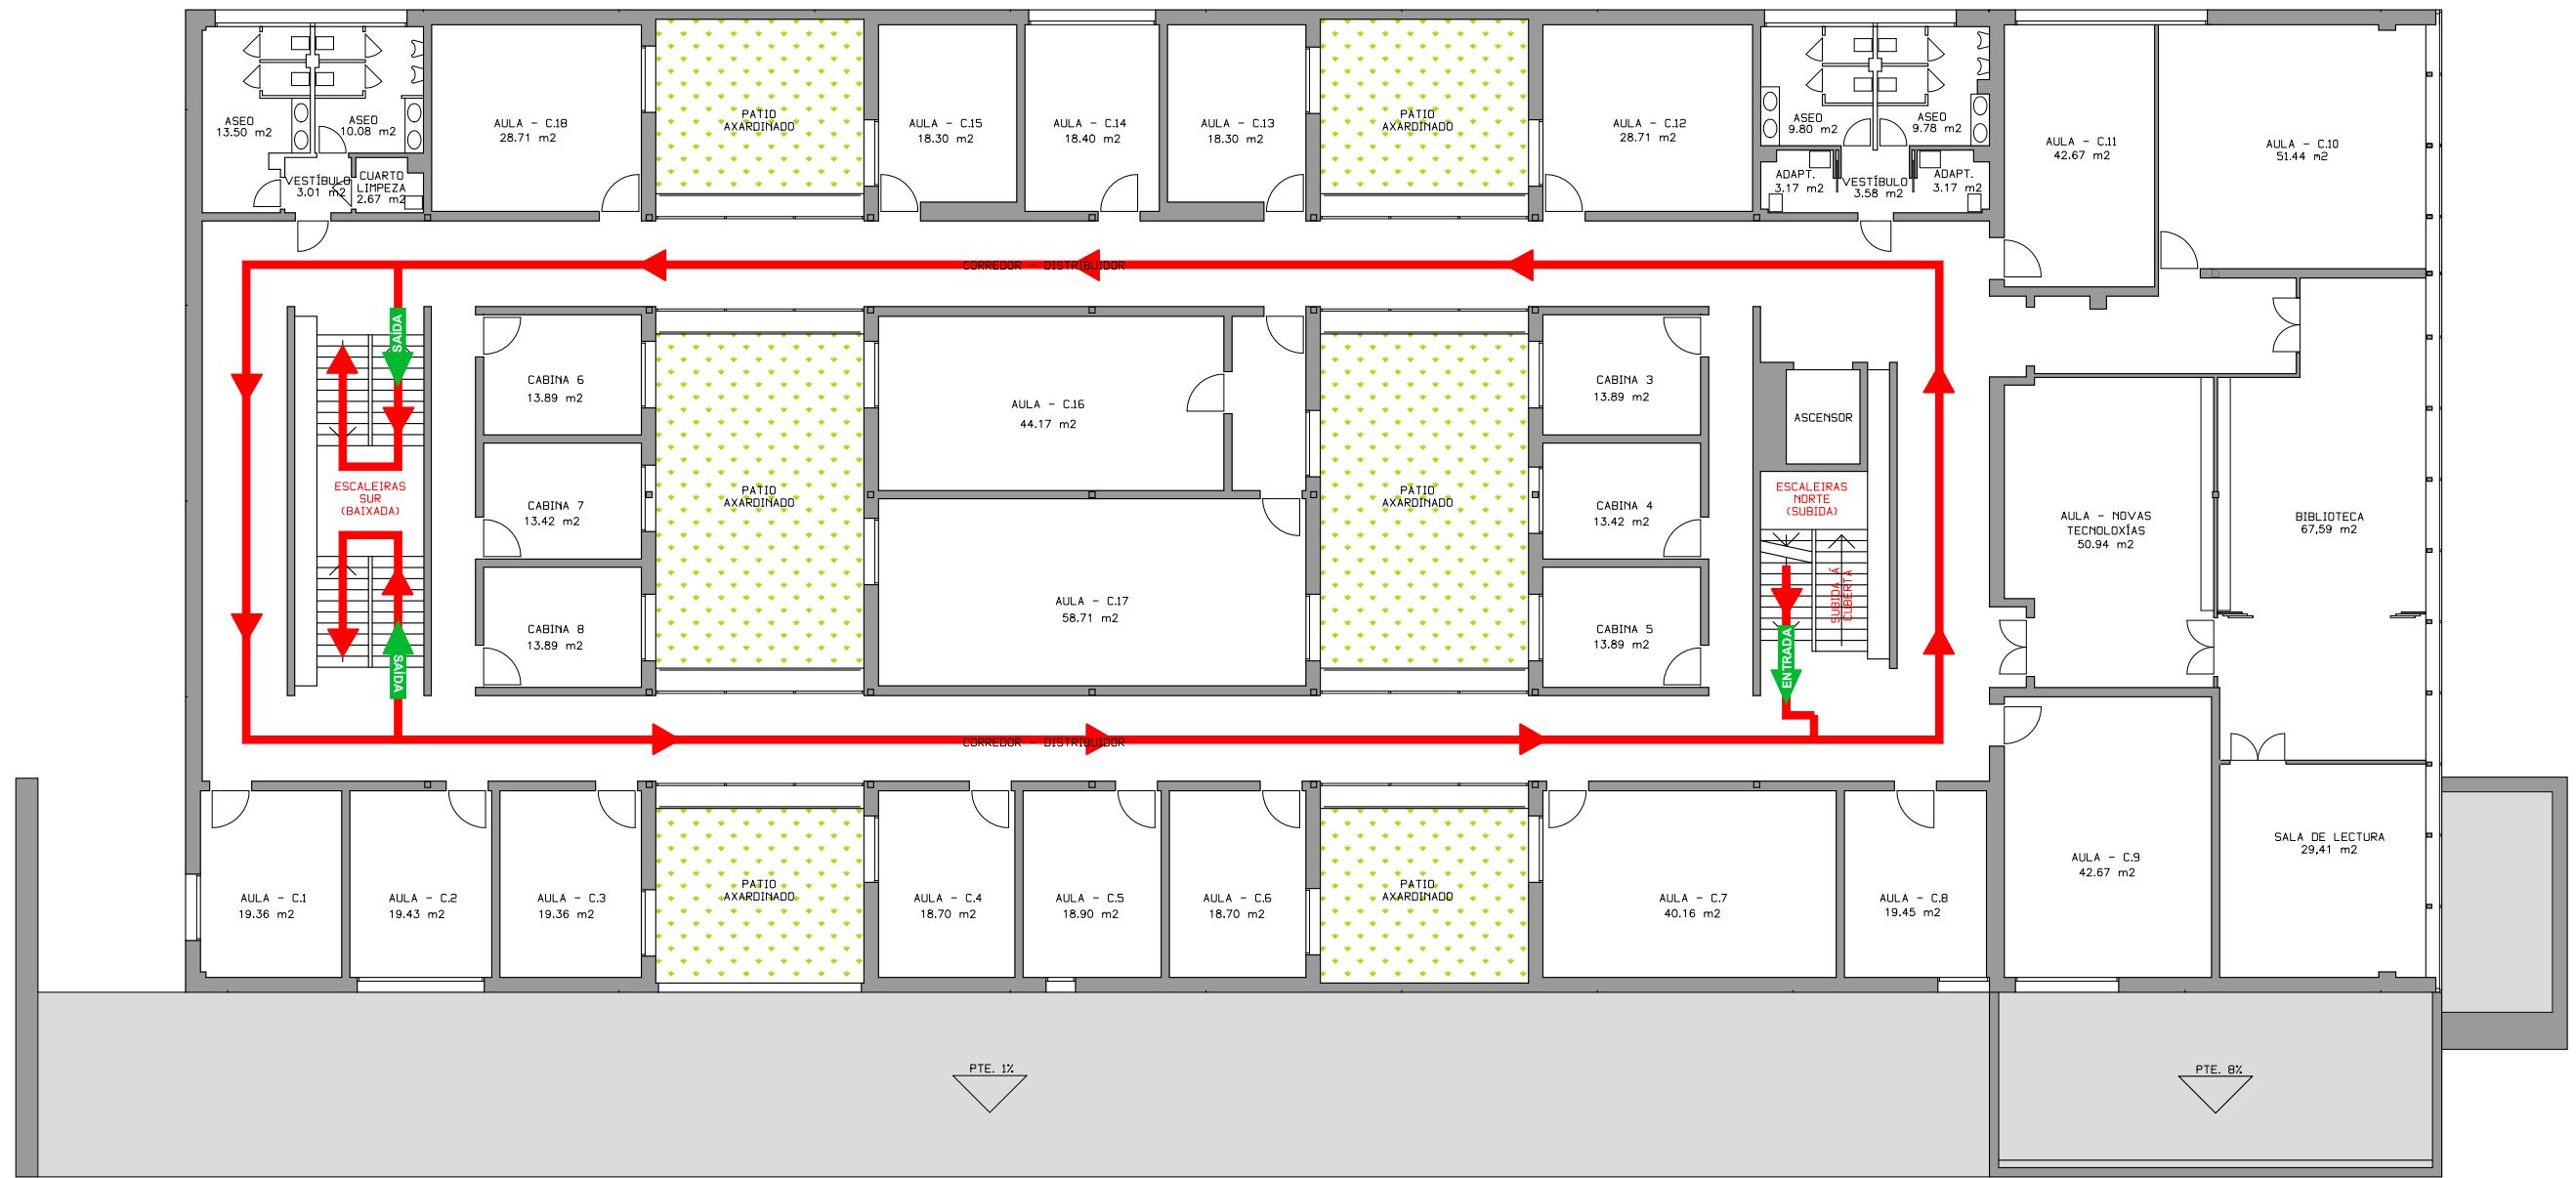 ASEO
13.50 m2
ASEO
10.08 m2
VESTÍBULO
3.01 m2
CUARTO
LIMPEZA
2.67 m2
AULA - C.18
28.71 m2
PATIO
AXARDINADO
AULA - C.15
18.30 m2
AULA - C.14
18.40 m2
AULA - C.13
18.30 m2
PATIO
AXARDINADO
AULA - C.12
28.71 m2
ASEO
9.80 m2
ASEO
9.78 m2
ADAPT.
3.17 m2
VESTÍBULO
3.58 m2
ADAPT.
3.17 m2
AULA - C.11
42.67 m2
AULA - C.10
51.44 m2
CORREDOR - DISTRIBUIDOR
SAIDA
ESCALEIRAS
SUR
(BAIXADA)
SAÍDA
CABINA 6
13.89 m2
CABINA 7
13.42 m2
CABINA 8
13.89 m2
PATIO
AXARDINADO
AULA - C.16
44.17 m2
AULA - C.17
58.71 m2
PATIO
AXARDINADO
CABINA 3
13.89 m2
CABINA 4
13.42 m2
CABINA 5
13.89 m2
ASCENSOR
ESCALEIRAS
NORTE
(SUBIDA)
SUBIDA Á
CUBERTA
ENTRADA
AULA - NOVAS
TECNOLOXÍAS
50.94 m2
BIBLIOTECA
67,59 m2
CORREDOR - DISTRIBUIDOR
AULA - C.1
19.36 m2
AULA - C.2
19.43 m2
AULA - C.3
19.36 m2
PATIO
AXARDINADO
AULA - C.4
18.70 m2
AULA - C.5
18.90 m2
AULA - C.6
18.70 m2
PATIO
AXARDINADO
AULA - C.7
40.16 m2
AULA - C.8
19.45 m2
AULA - C.9
42.67 m2
SALA DE LECTURA
29,41 m2
PTE. 1%
PTE. 8%